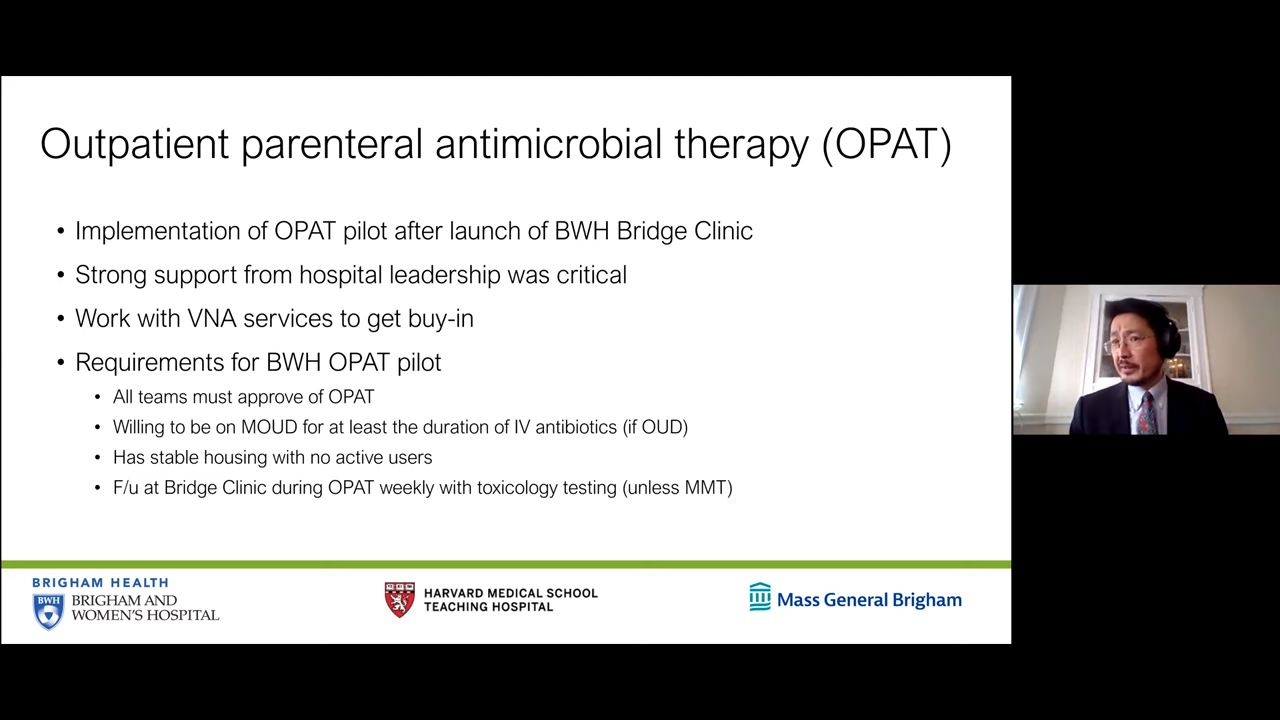 Outpatient parenteral antimicrobial therapy (OPAT)
• Implementation of OPAT pilot after launch of BWH Bridge Clinic
• Strong support from hospital leadership was critical
• Work with VNA services to get buy-in
• Requirements for BWH OPAT pilot
• All teams must approve of OPAT
• Willing to be on MOUD for at least the duration of IV antibiotics (if OUD)
• Has stable housing with no active users
• F/u at Bridge Clinic during OPAT weekly with toxicology testing (unless MMT)
BRIGHAM HEALTH
BWH
BRIGHAM AND
WOMEN'S HOSPITAL
HARVARD MEDICAL SCHOOL
TEACHING HOSPITAL
Mass General Brigham